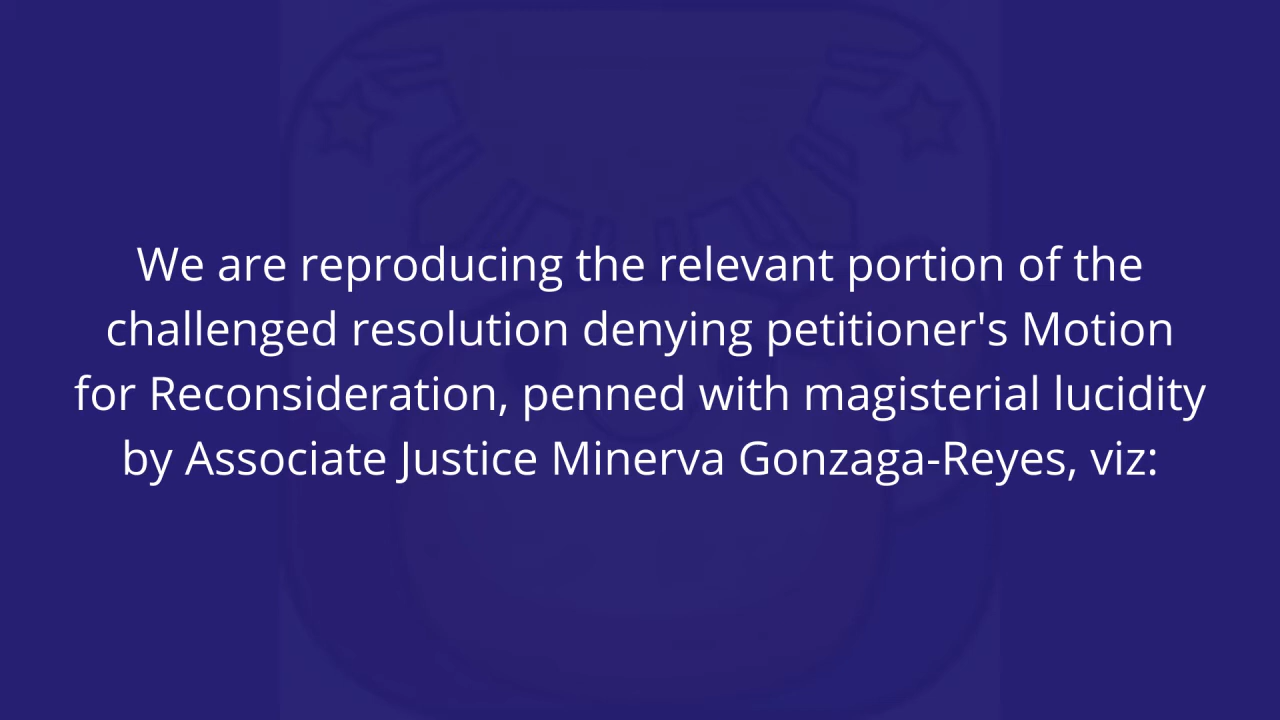 We are reproducing the relevant portion of the
challenged resolution denying petitioner's Motion
for Reconsideration, penned with magisterial lucidity
by Associate Justice Minerva Gonzaga-Reyes, viz: